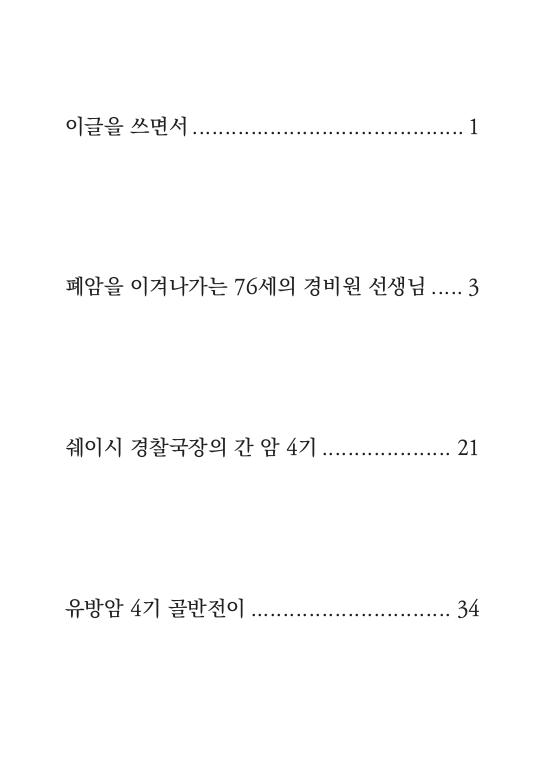 이글을 쓰면서 ........................................ 1
폐암을 이겨나가는 76세의 경비원 선생님 ..... 3
쉐이시 경찰국장의 간 암 4기 .................... 21
유방암 4기 골반전이 ............................... 34